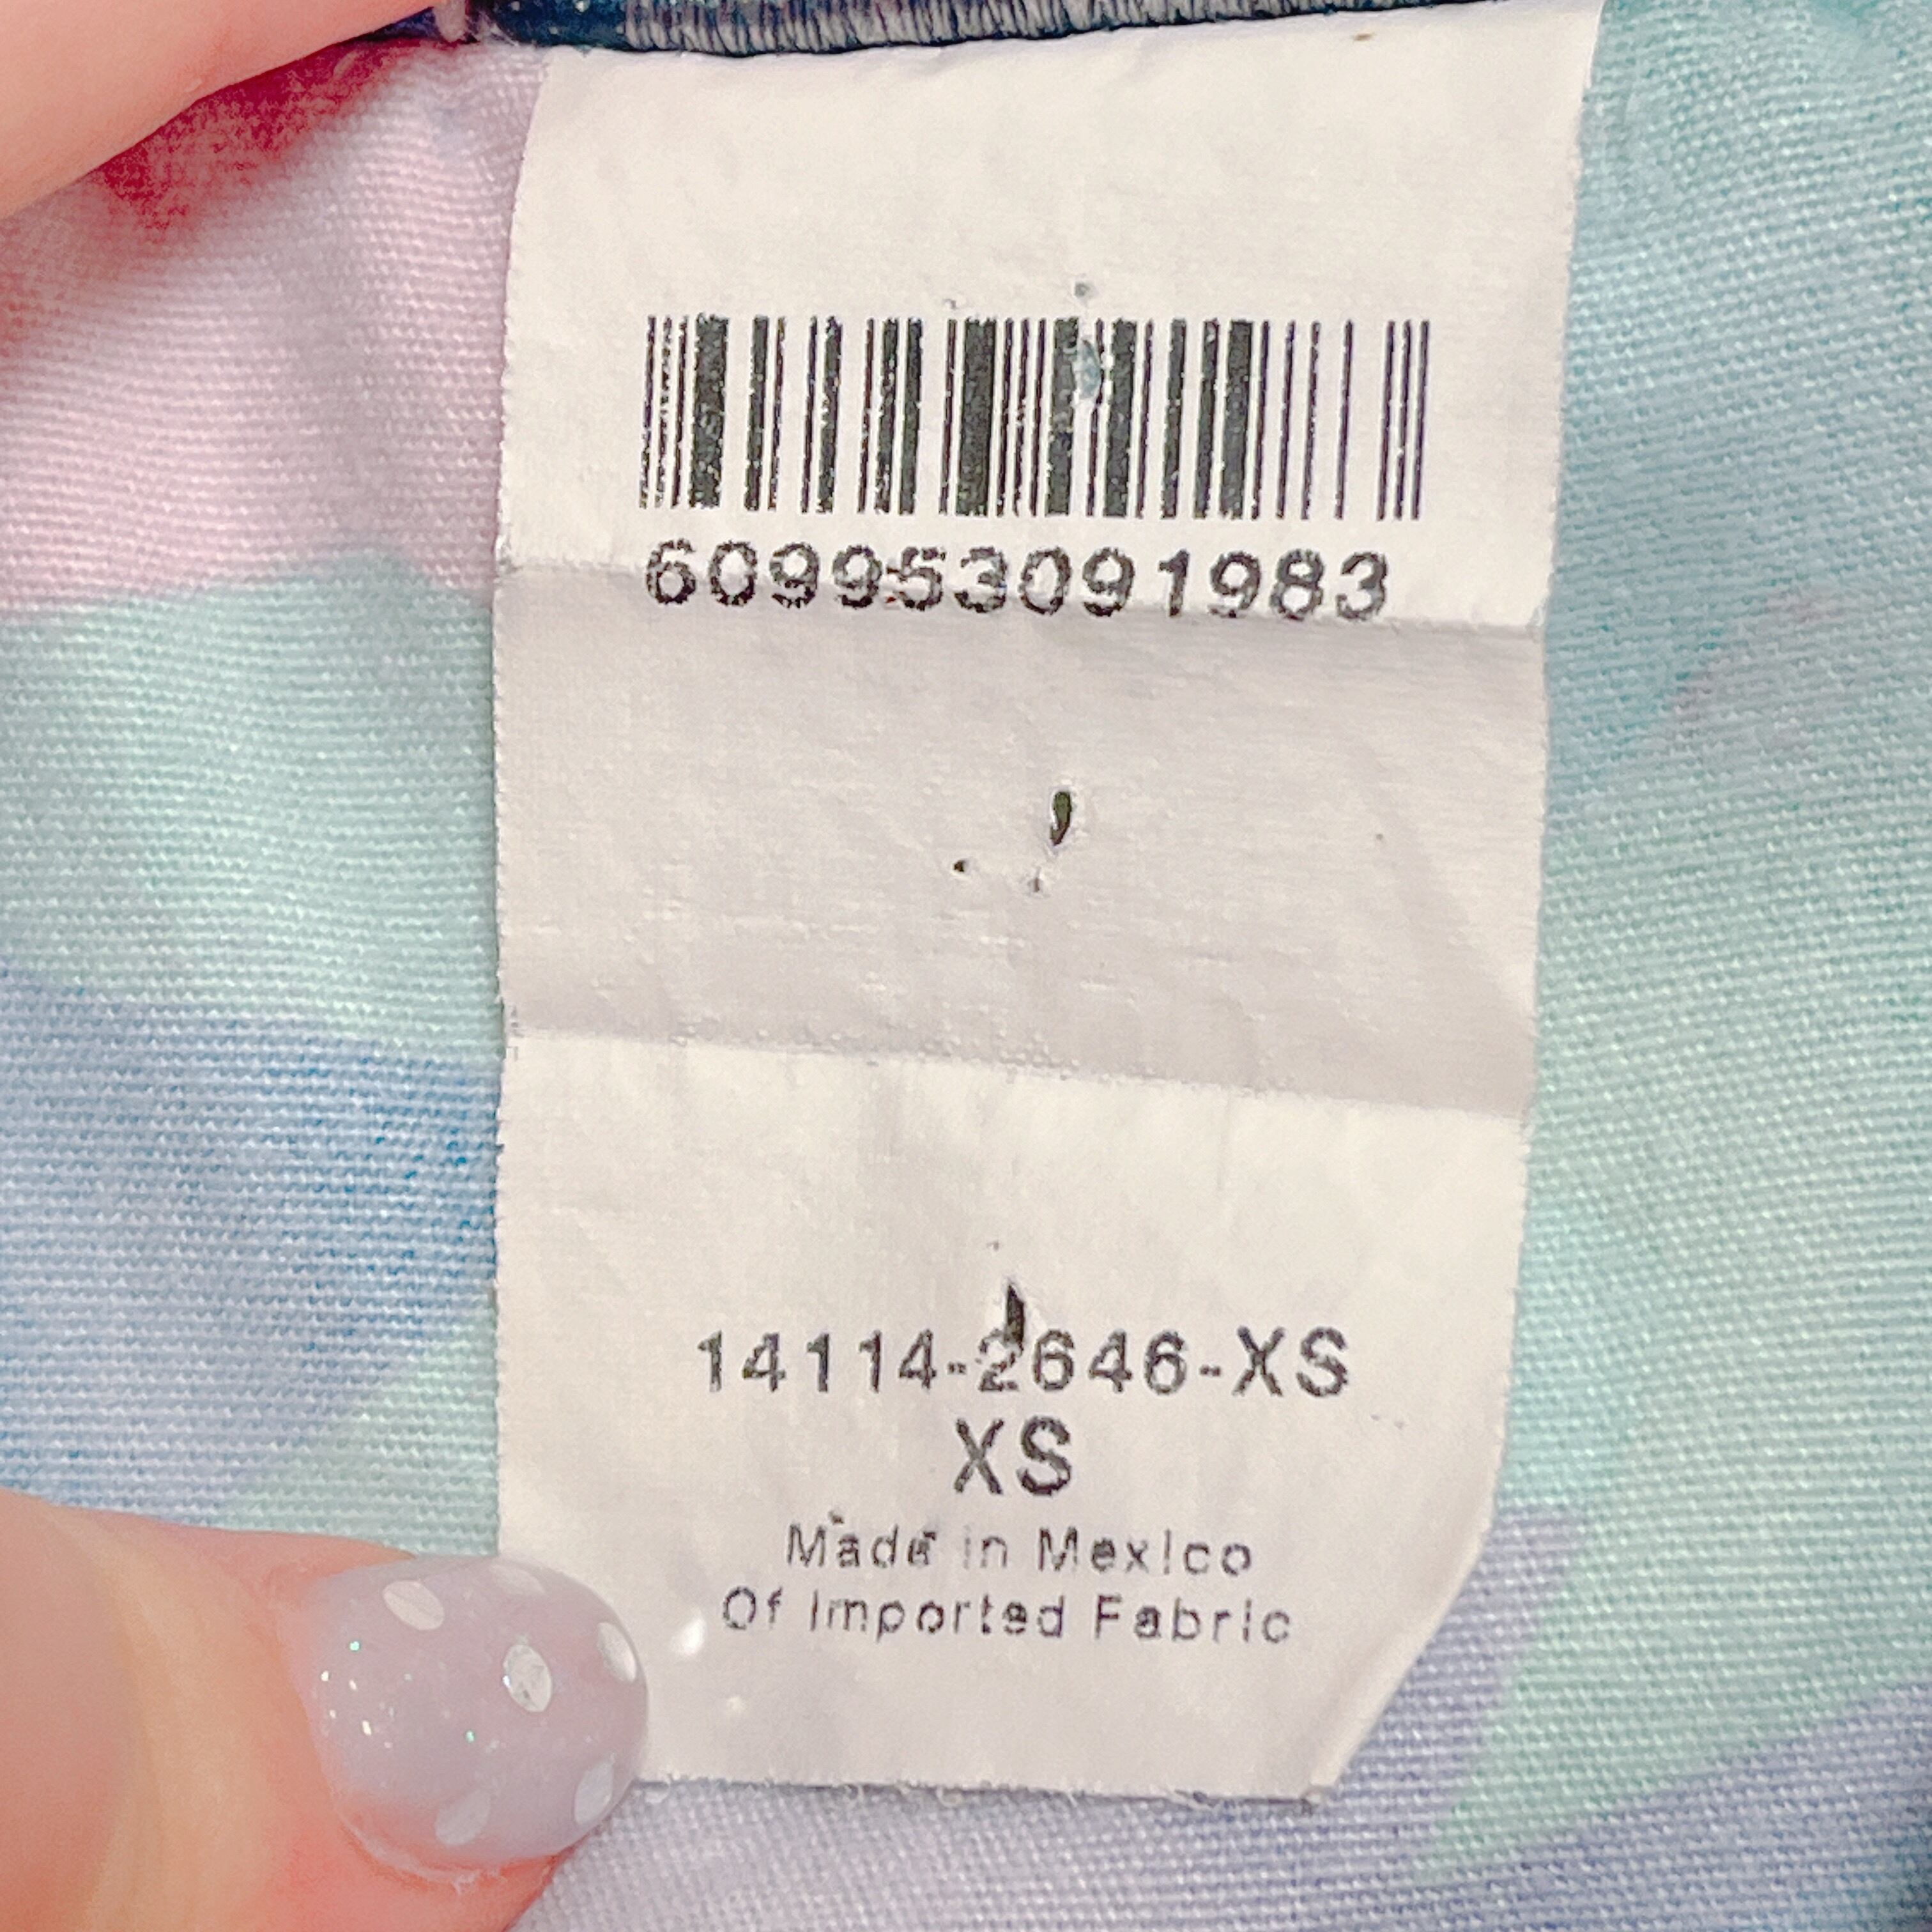 609953091983
14114-2646-XS
XS
Made in Mexico
Of Imported Fabric